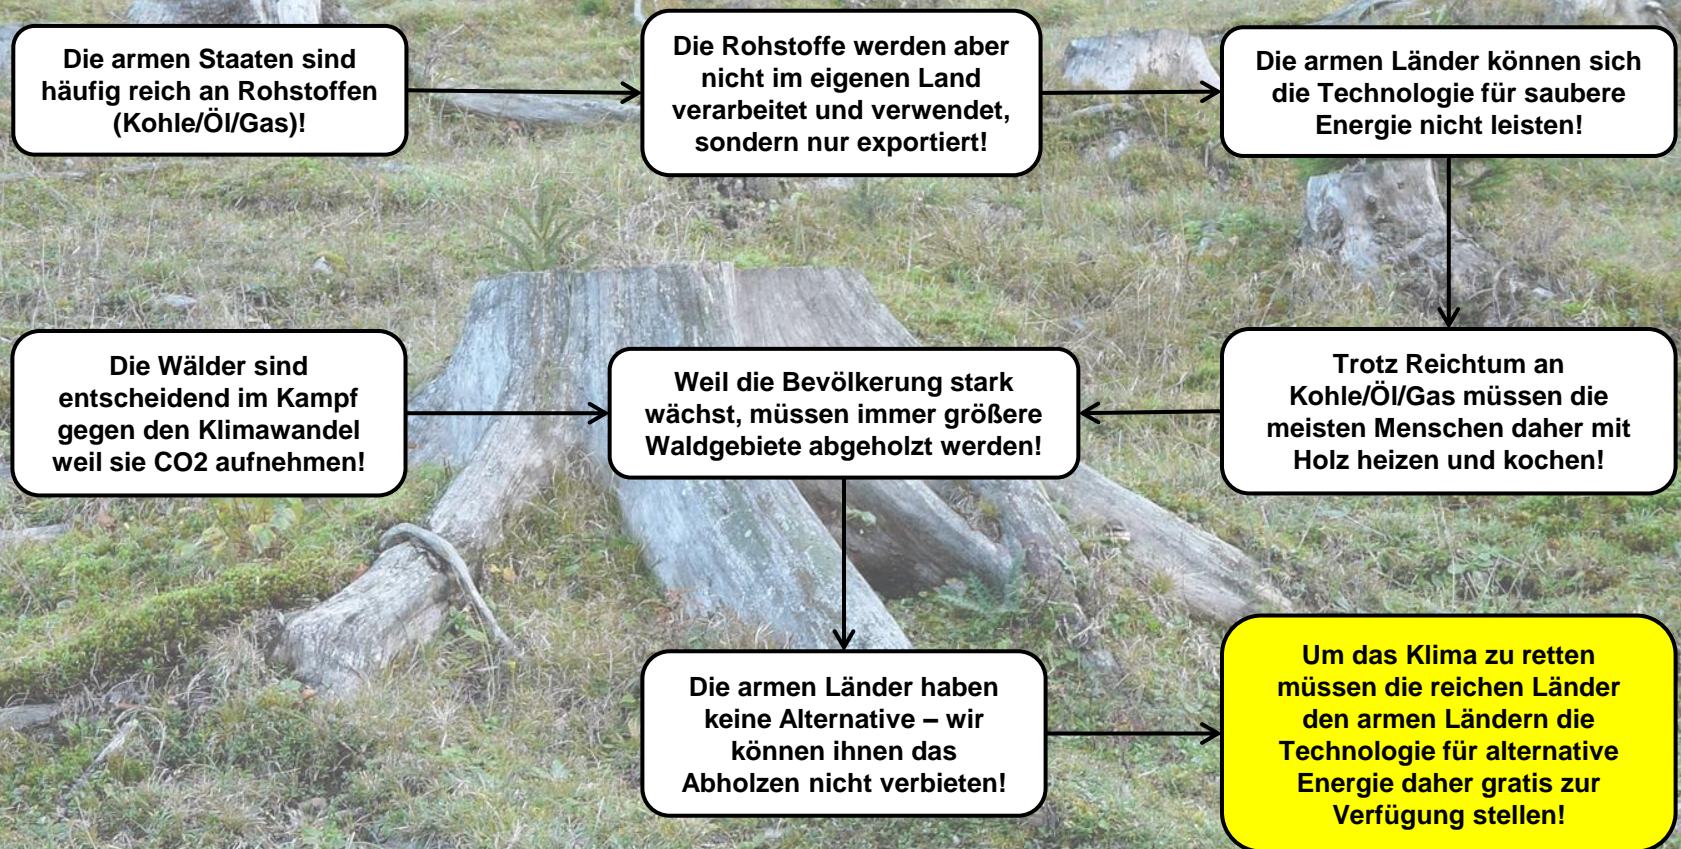 Die armen Staaten sind
häufig reich an Rohstoffen
(Kohle/Öl/Gas)!
Die Rohstoffe werden aber
nicht im eigenen Land
verarbeitet und verwendet,
sondern nur exportiert!
Die armen Länder können sich
die Technologie für saubere
Energie nicht leisten!
Trotz Reichtum an
Kohle/Öl/Gas müssen die
meisten Menschen daher mit
Holz heizen und kochen!
Weil die Bevölkerung stark
wächst, müssen immer größere
Waldgebiete abgeholzt werden!
Die Wälder sind
entscheidend im Kampf
gegen den Klimawandel
weil sie CO2 aufnehmen!
Die armen Länder haben
keine Alternative – wir
können ihnen das
Abholzen nicht verbieten!
Um das Klima zu retten
müssen die reichen Länder
den armen Ländern die
Technologie für alternative
Energie daher gratis zur
Verfügung stellen!